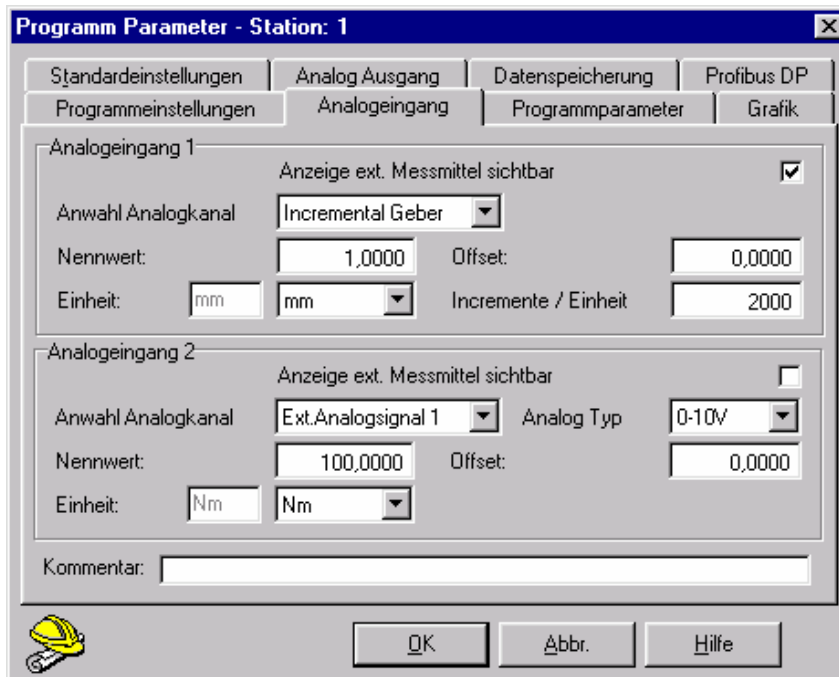 Programm Parameter - Station: 1
Standardeinstellungen Analog Ausgang Datenspeicherung Profibus DP
Programmeinstellungen Analogeingang Programmparameter Grafik
Analogeingang 1
Anzeige ext. Messmittel sichtbar
Anwahl Analogkanal Incremental Geber
Nennwert: 1,0000 Offset: 0,0000
Einheit: mm mm Incremente / Einheit 2000
Analogeingang 2
Anzeige ext. Messmittel sichtbar
Anwahl Analogkanal Ext.Analogsignal 1 Analog Typ 0-10V
Nennwert: 100,0000 Offset: 0,0000
Einheit: Nm Nm
Kommentar:
OK Abbr. Hilfe